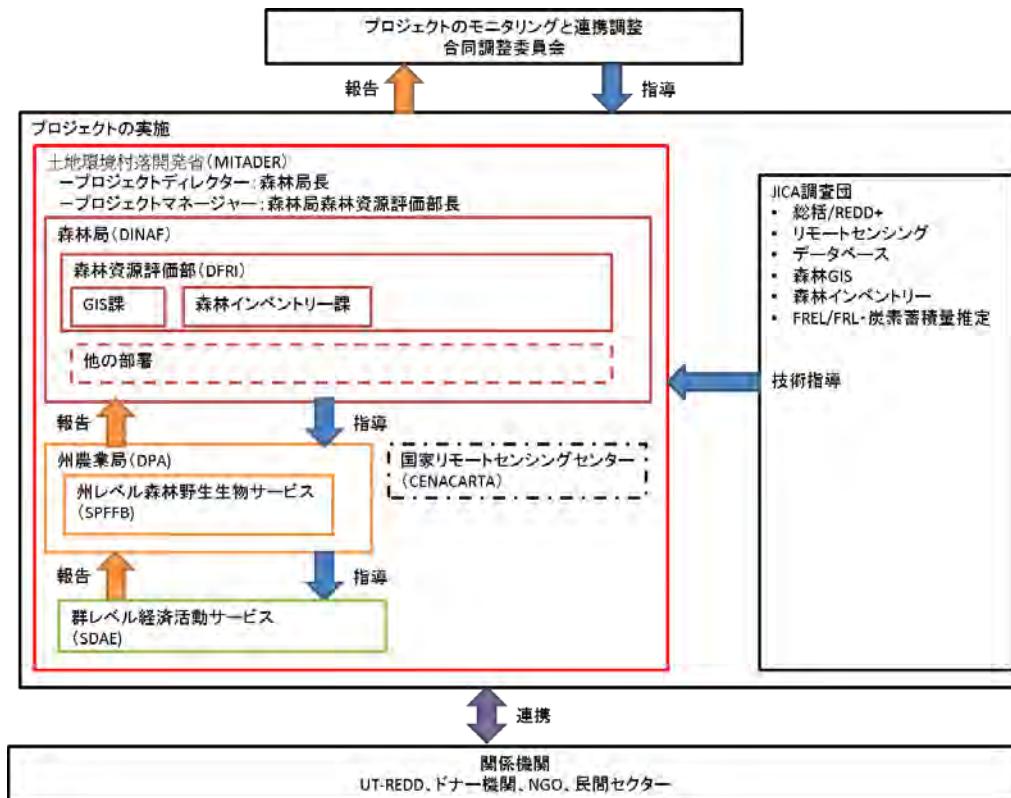 プロジェクトのモニタリングと連携調整
合同調整委員会
報告
指導
プロジェクトの実施
土地環境村落開発省(MITADER)
－プロジェクトディレクター：森林局長
－プロジェクトマネージャー：森林局森林資源評価部長
森林局(DINAF)
森林資源評価部(DFRI)
GIS課
森林インベントリー課
他の部署
報告
指導
州農業局(DPA)
州レベル森林野生生物サービス
(SPFFB)
国家リモートセンシングセンター
(CENACARTA)
報告
指導
群レベル経済活動サービス
(SDAE)
JICA調査団
• 総括/REDD+
• リモートセンシング
• データベース
• 森林GIS
• 森林インベントリー
• FREL/FRL・炭素蓄積量推定
技術指導
連携
関係機関
UT-REDD、ドナー機関、NGO、民間セクター